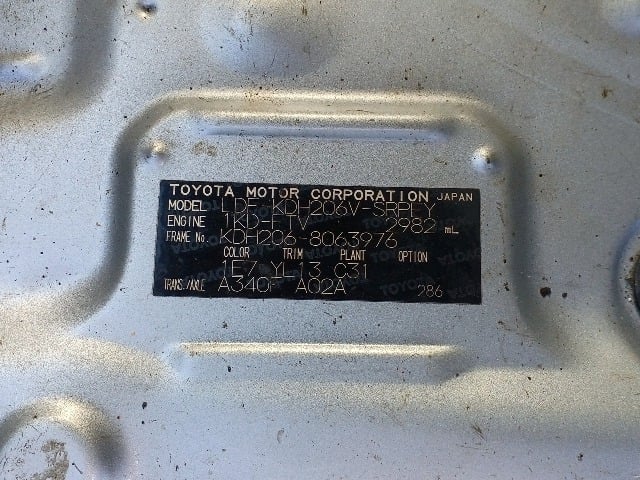 TOYOTA MOTOR CORPORATION JAPAN
MODEL LDF-KDH206V-SRPEY
ENGINE 1KD-FTV 2982 mL
FRAME No. KDH206-8063976
COLOR TRIM PLANT OPTION
1E7 YL13 C31
TRANS./AXLE A340F A02A 286